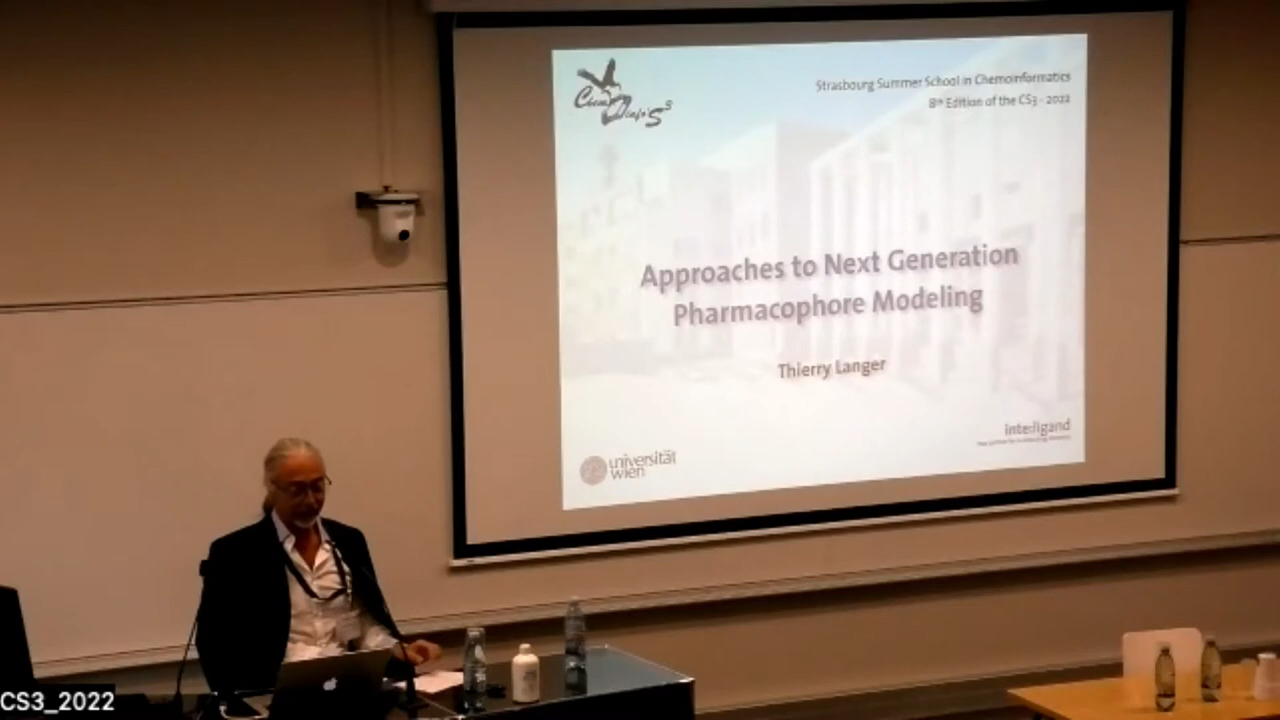 Strasbourg Summer School in Chemoinformatics
8th Edition of the CS3 - 2022
Approaches to Next Generation
Pharmacophore Modeling
Thierry Langer
inte:ligand
universität
wien
CS3_2022